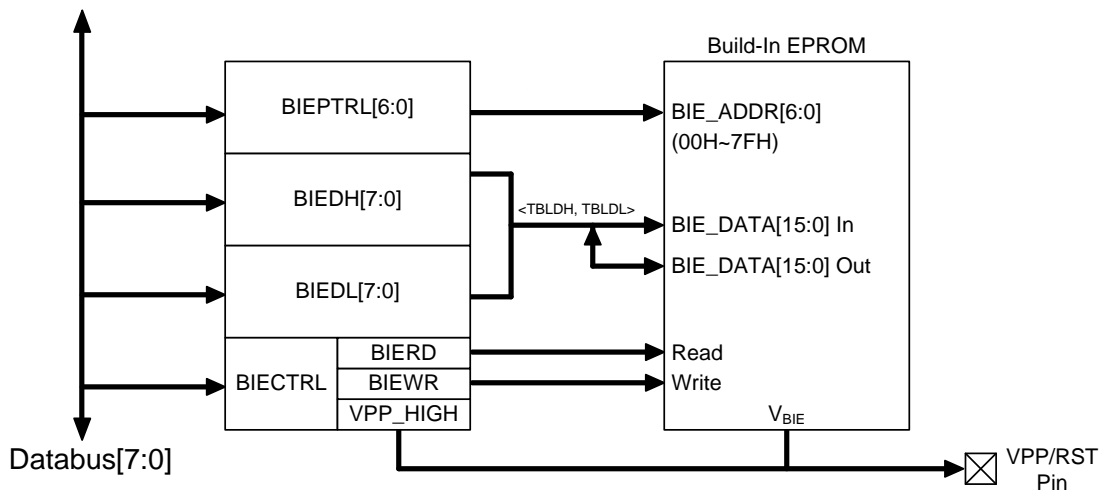 Build-In EPROM
BIEPTRL[6:0]
BIE_ADDR[6:0]
(00H~7FH)
BIEDH[7:0]
<TBLDH, TBLDL>
BIE_DATA[15:0] In
BIE_DATA[15:0] Out
BIEDL[7:0]
BIECTRL
BIERD
Read
BIEWR
Write
VPP_HIGH
VBIE
Databus[7:0]
VPP/RST
Pin